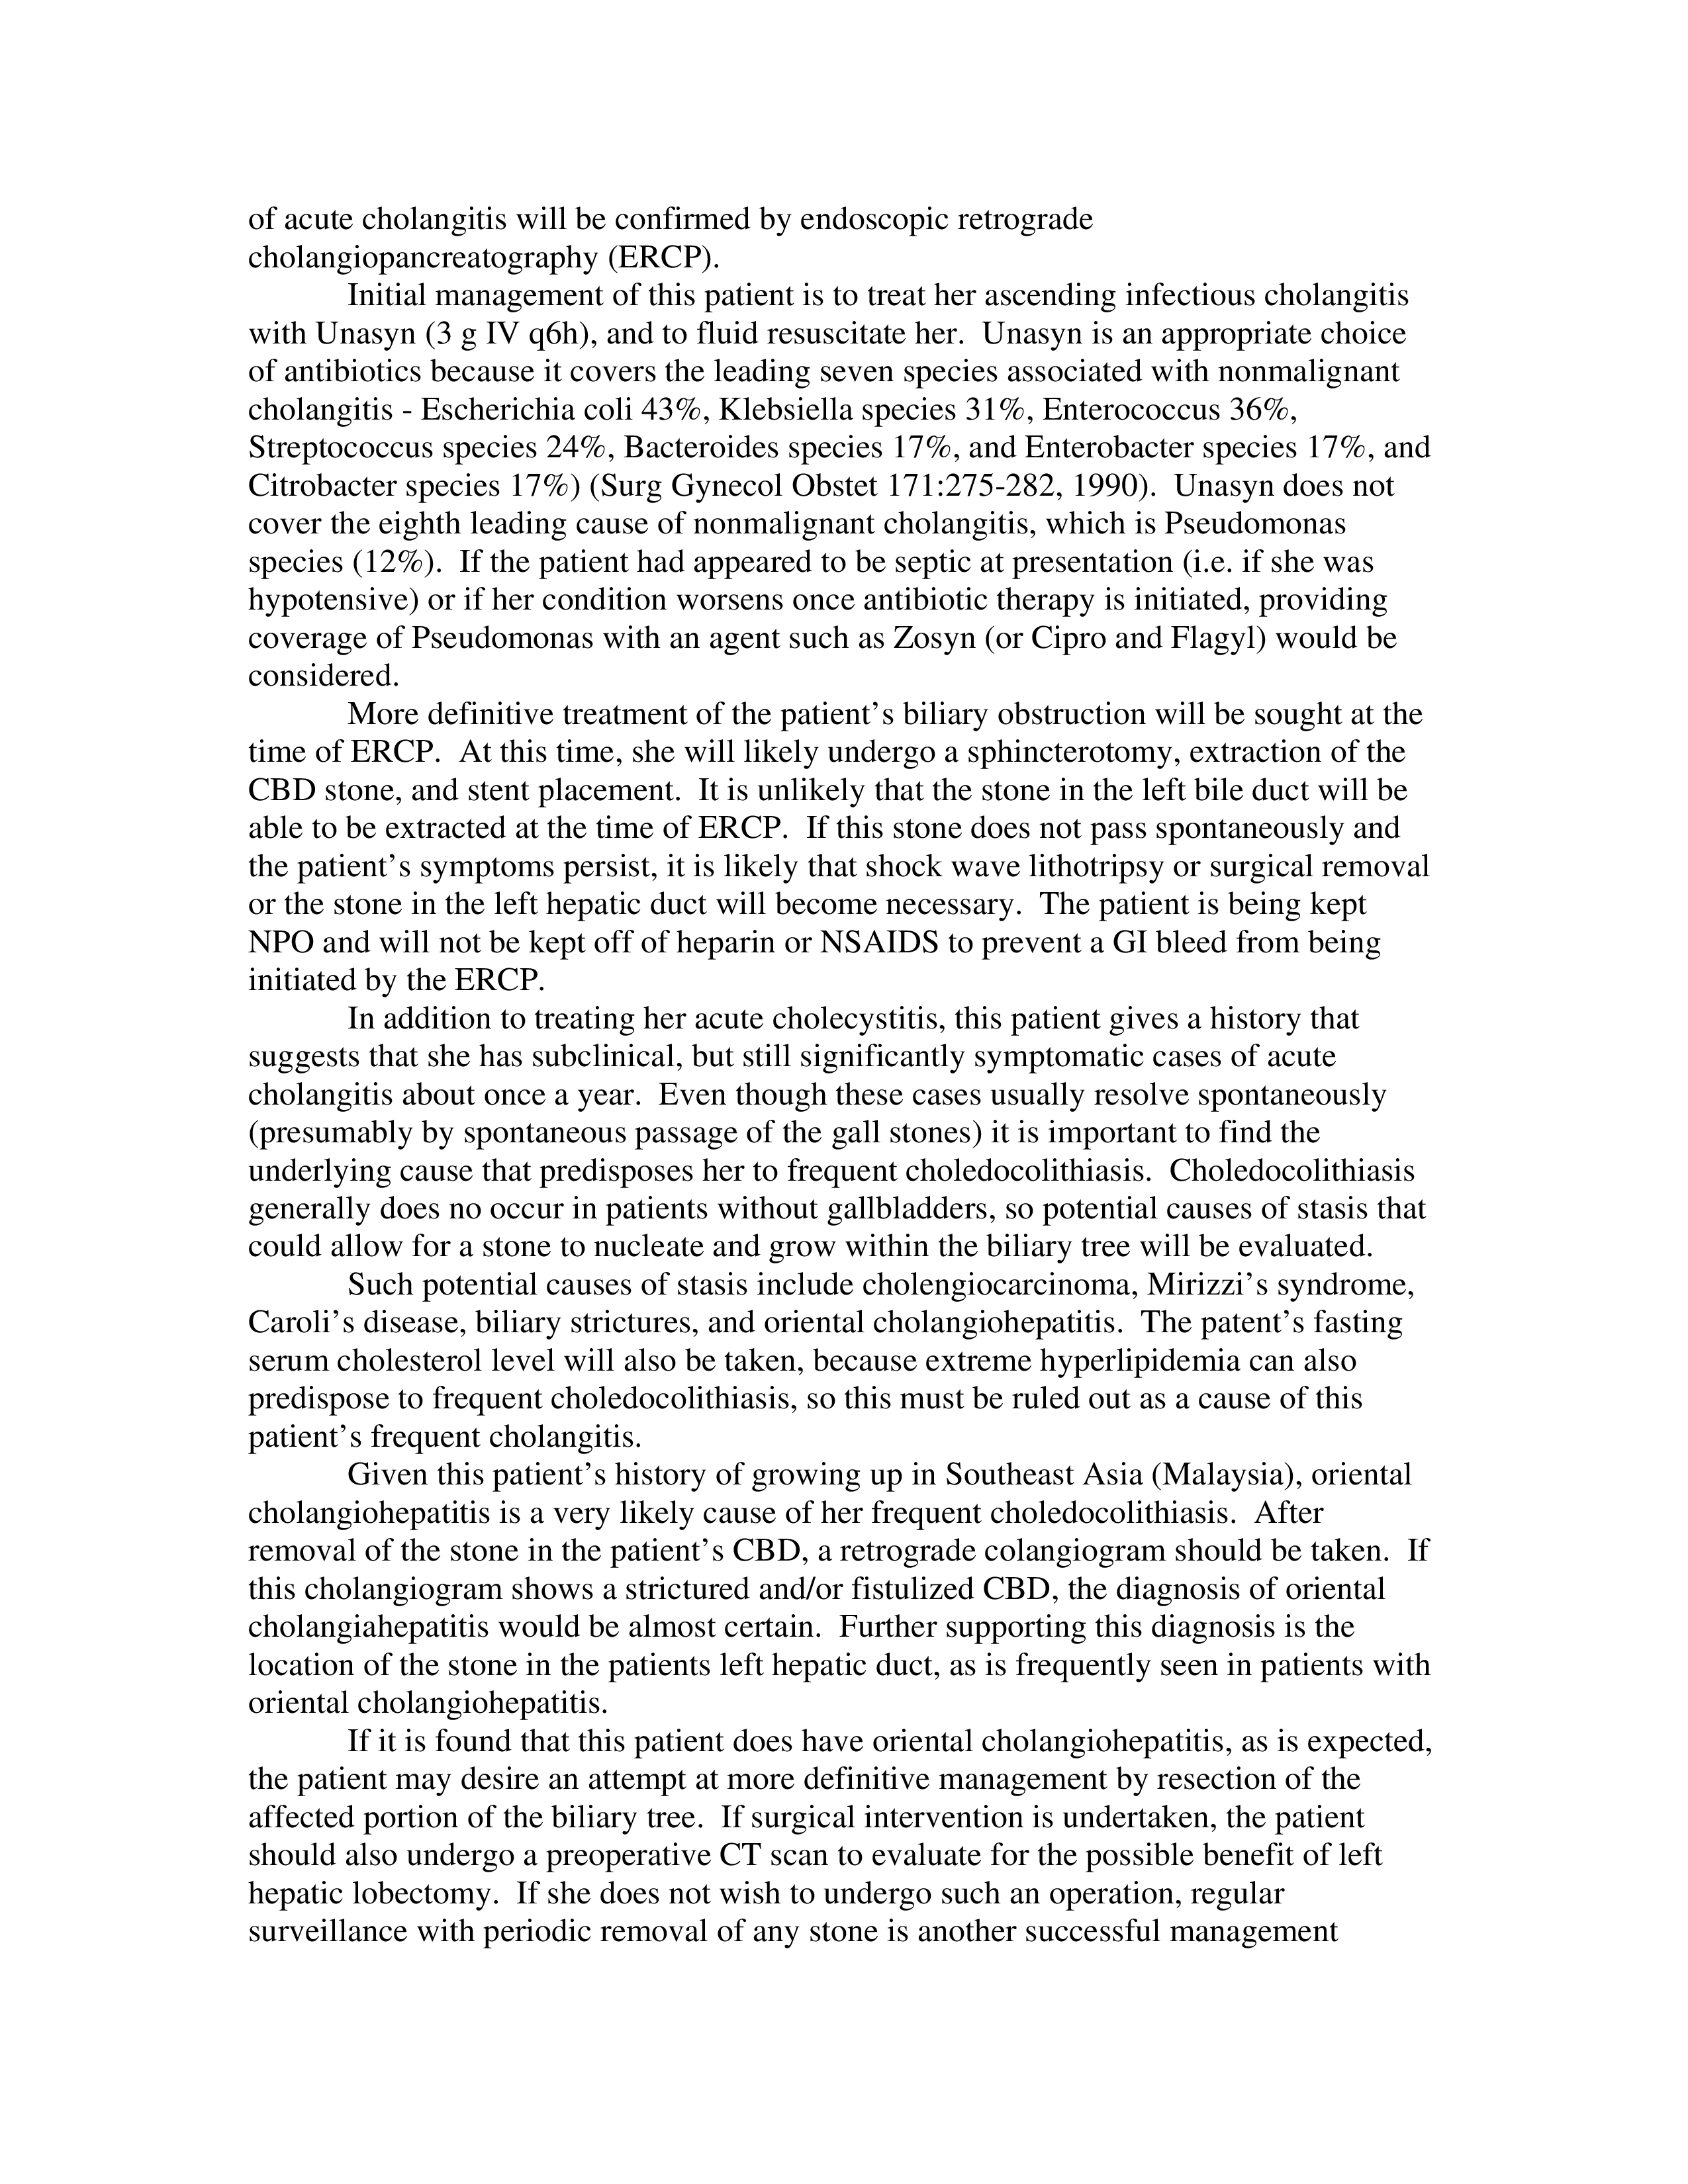 of acute cholangitis will be confirmed by endoscopic retrograde
cholangiopancreatography (ERCP).
Initial management of this patient is to treat her ascending infectious cholangitis
with Unasyn (3 g IV q6h), and to fluid resuscitate her.  Unasyn is an appropriate choice
of antibiotics because it covers the leading seven species associated with nonmalignant
cholangitis - Escherichia coli 43%, Klebsiella species 31%, Enterococcus 36%,
Streptococcus species 24%, Bacteroides species 17%, and Enterobacter species 17%, and
Citrobacter species 17%) (Surg Gynecol Obstet 171:275-282, 1990).  Unasyn does not
cover the eighth leading cause of nonmalignant cholangitis, which is Pseudomonas
species (12%).  If the patient had appeared to be septic at presentation (i.e. if she was
hypotensive) or if her condition worsens once antibiotic therapy is initiated, providing
coverage of Pseudomonas with an agent such as Zosyn (or Cipro and Flagyl) would be
considered.
More definitive treatment of the patient’s biliary obstruction will be sought at the
time of ERCP.  At this time, she will likely undergo a sphincterotomy, extraction of the
CBD stone, and stent placement.  It is unlikely that the stone in the left bile duct will be
able to be extracted at the time of ERCP.  If this stone does not pass spontaneously and
the patient’s symptoms persist, it is likely that shock wave lithotripsy or surgical removal
or the stone in the left hepatic duct will become necessary.  The patient is being kept
NPO and will not be kept off of heparin or NSAIDS to prevent a GI bleed from being
initiated by the ERCP.
In addition to treating her acute cholecystitis, this patient gives a history that
suggests that she has subclinical, but still significantly symptomatic cases of acute
cholangitis about once a year.  Even though these cases usually resolve spontaneously
(presumably by spontaneous passage of the gall stones) it is important to find the
underlying cause that predisposes her to frequent choledocolithiasis.  Choledocolithiasis
generally does no occur in patients without gallbladders, so potential causes of stasis that
could allow for a stone to nucleate and grow within the biliary tree will be evaluated.
Such potential causes of stasis include cholengiocarcinoma, Mirizzi’s syndrome,
Caroli’s disease, biliary strictures, and oriental cholangiohepatitis.  The patent’s fasting
serum cholesterol level will also be taken, because extreme hyperlipidemia can also
predispose to frequent choledocolithiasis, so this must be ruled out as a cause of this
patient’s frequent cholangitis.
Given this patient’s history of growing up in Southeast Asia (Malaysia), oriental
cholangiohepatitis is a very likely cause of her frequent choledocolithiasis.  After
removal of the stone in the patient’s CBD, a retrograde colangiogram should be taken.  If
this cholangiogram shows a strictured and/or fistulized CBD, the diagnosis of oriental
cholangiahepatitis would be almost certain.  Further supporting this diagnosis is the
location of the stone in the patients left hepatic duct, as is frequently seen in patients with
oriental cholangiohepatitis.
If it is found that this patient does have oriental cholangiohepatitis, as is expected,
the patient may desire an attempt at more definitive management by resection of the
affected portion of the biliary tree.  If surgical intervention is undertaken, the patient
should also undergo a preoperative CT scan to evaluate for the possible benefit of left
hepatic lobectomy.  If she does not wish to undergo such an operation, regular
surveillance with periodic removal of any stone is another successful management